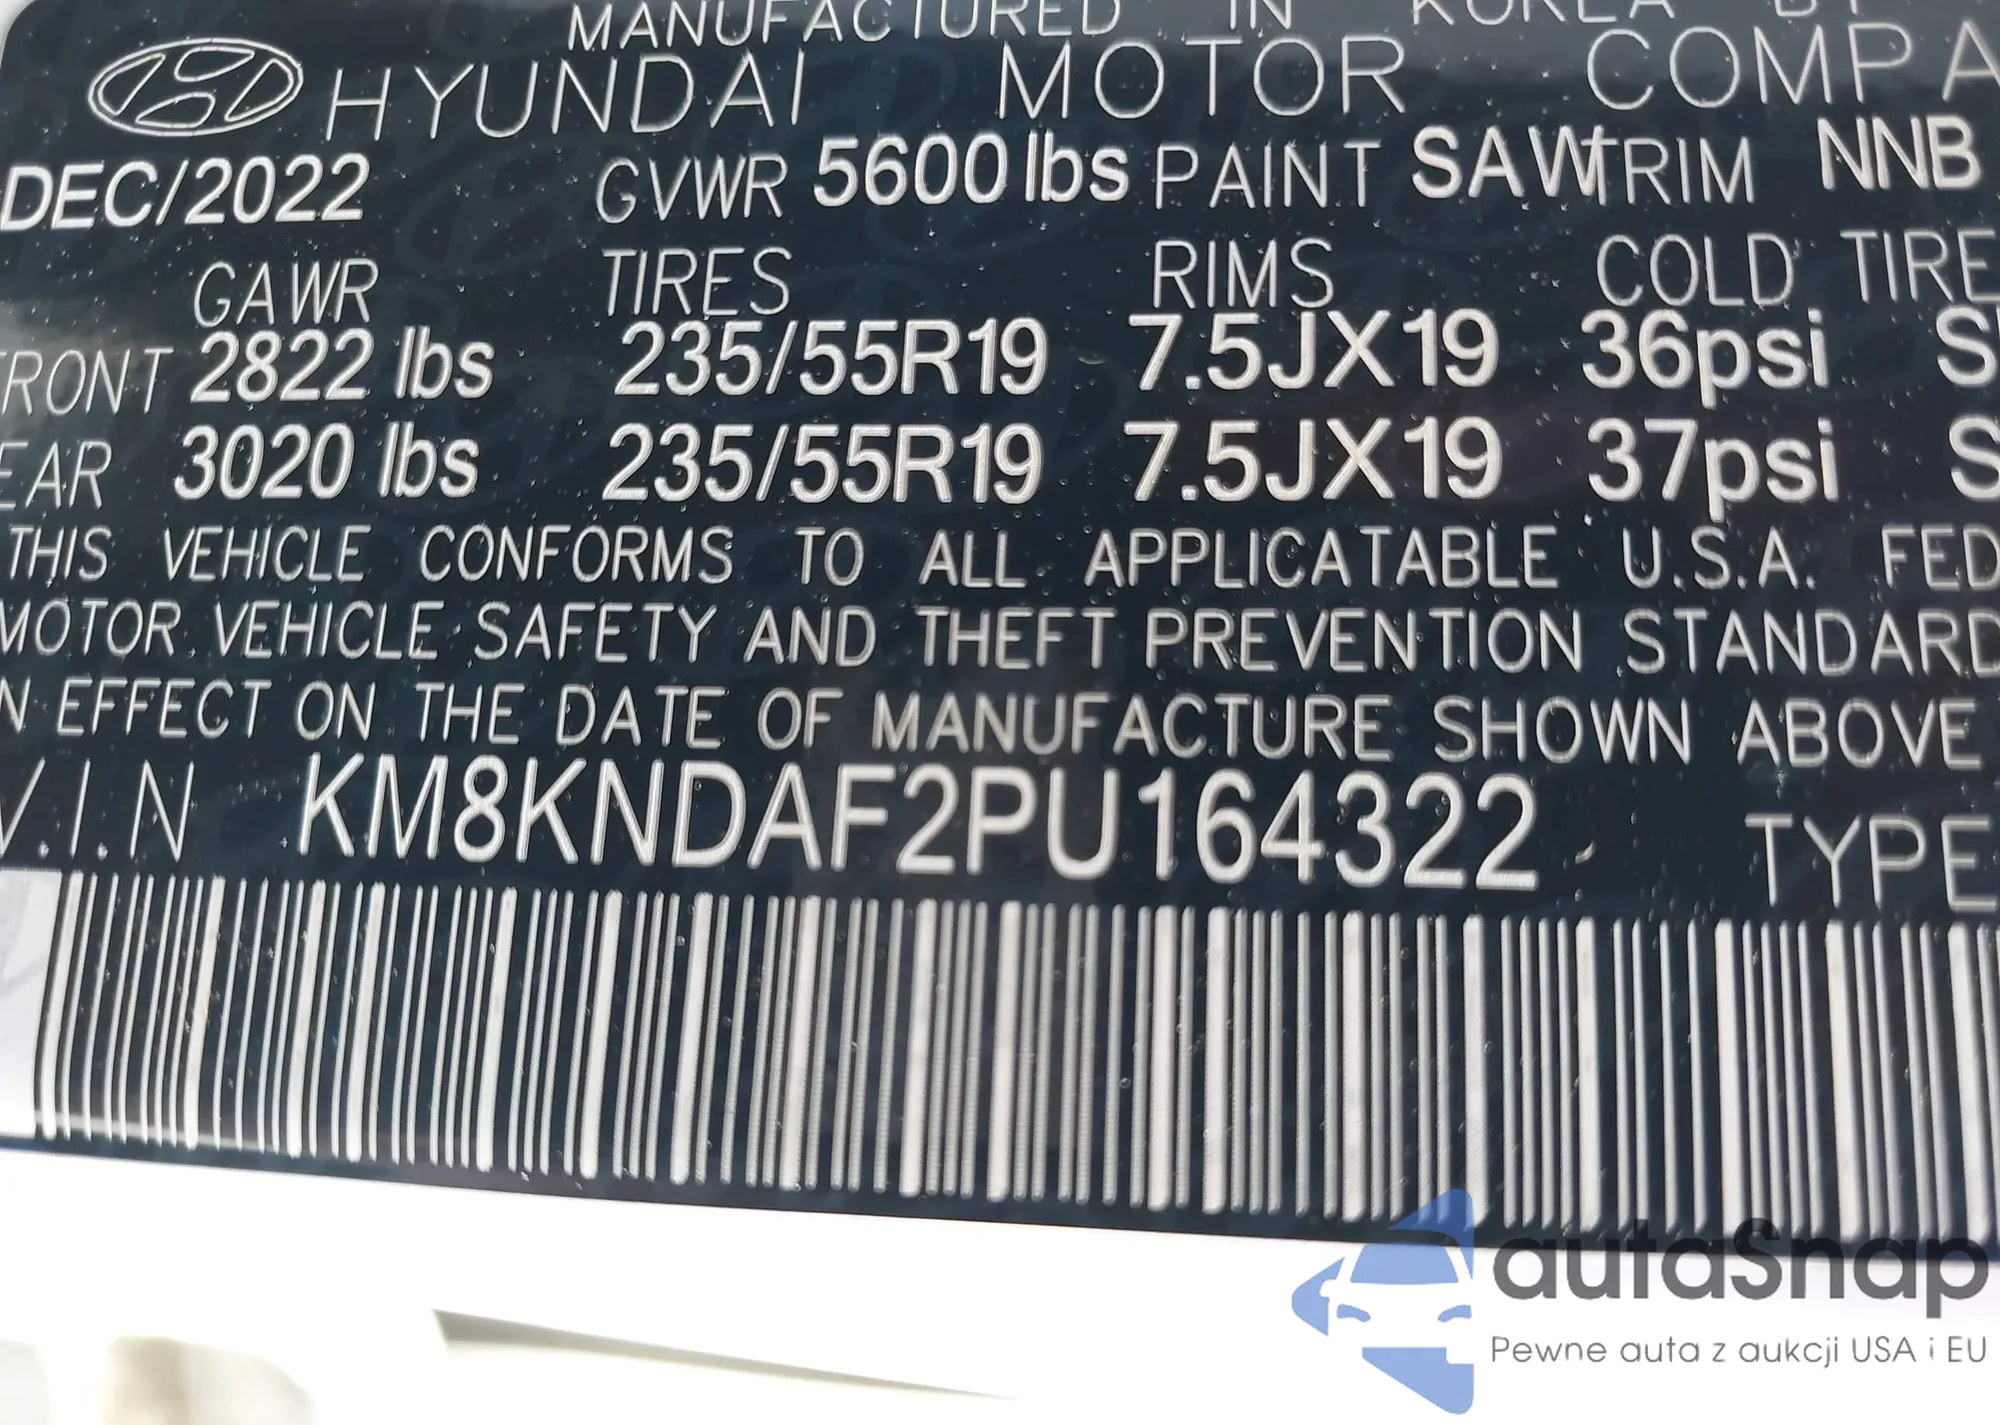 MANUFACTURED IN KOREA BY
HYUNDAI MOTOR COMPA
DEC/2022 GVWR 5600 lbs PAINT SAW TRIM NNB
GAWR TIRES RIMS COLD TIRE
FRONT 2822 lbs 235/55R19 7.5JX19 36psi S
EAR 3020 lbs 235/55R19 7.5JX19 37psi S
THIS VEHICLE CONFORMS TO ALL APPLICATABLE U.S.A. FED
MOTOR VEHICLE SAFETY AND THEFT PREVENTION STANDARD
N EFFECT ON THE DATE OF MANUFACTURE SHOWN ABOVE
V.I.N KM8KNDAF2PU164322 TYPE
autoSnap
Pewne auta z aukcji USA i EU